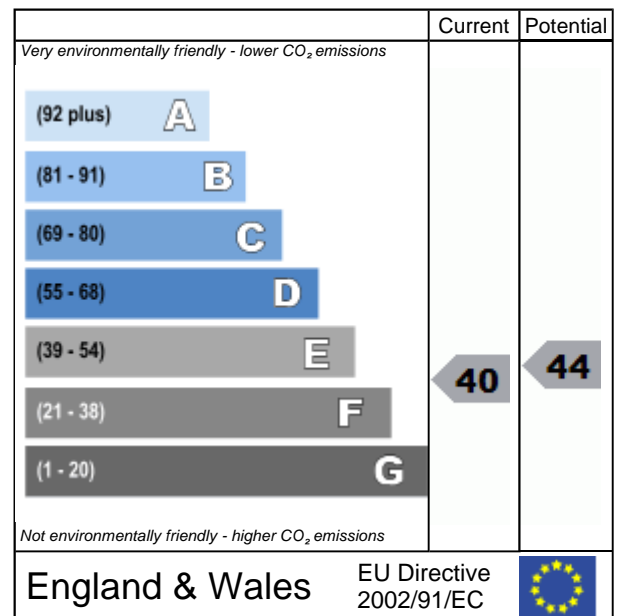 Current Potential
Very environmentally friendly - lower CO₂ emissions
(92 plus) A
(81 - 91) B
(69 - 80) C
(55 - 68) D
(39 - 54) E
40 44
(21 - 38) F
(1 - 20) G
Not environmentally friendly - higher CO₂ emissions
England & Wales
EU Directive
2002/91/EC